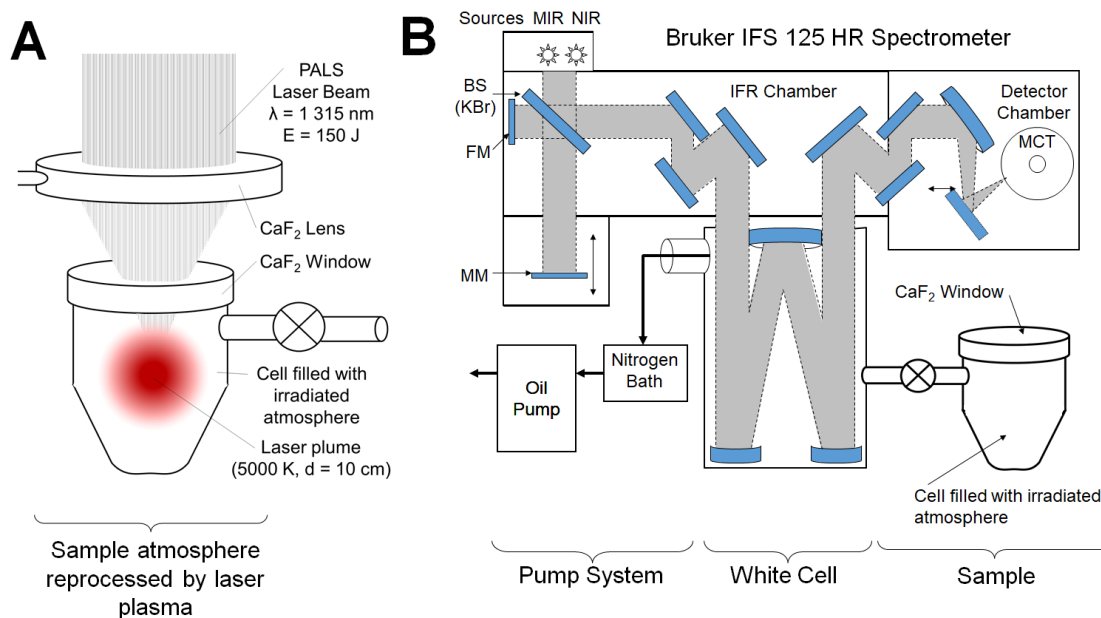 A
PALS
Laser Beam
λ = 1 315 nm
E = 150 J
CaF₂ Lens
CaF₂ Window
Cell filled with
irradiated
atmosphere
Laser plume
(5000 K, d = 10 cm)
Sample atmosphere
reprocessed by laser
plasma
B
Sources MIR NIR
Bruker IFS 125 HR Spectrometer
BS
(KBr)
FM
IFR Chamber
Detector
Chamber
MCT
MM
CaF₂
Window
Nitrogen
Bath
Oil
Pump
Cell filled with irradiated
atmosphere
Pump System
White Cell
Sample